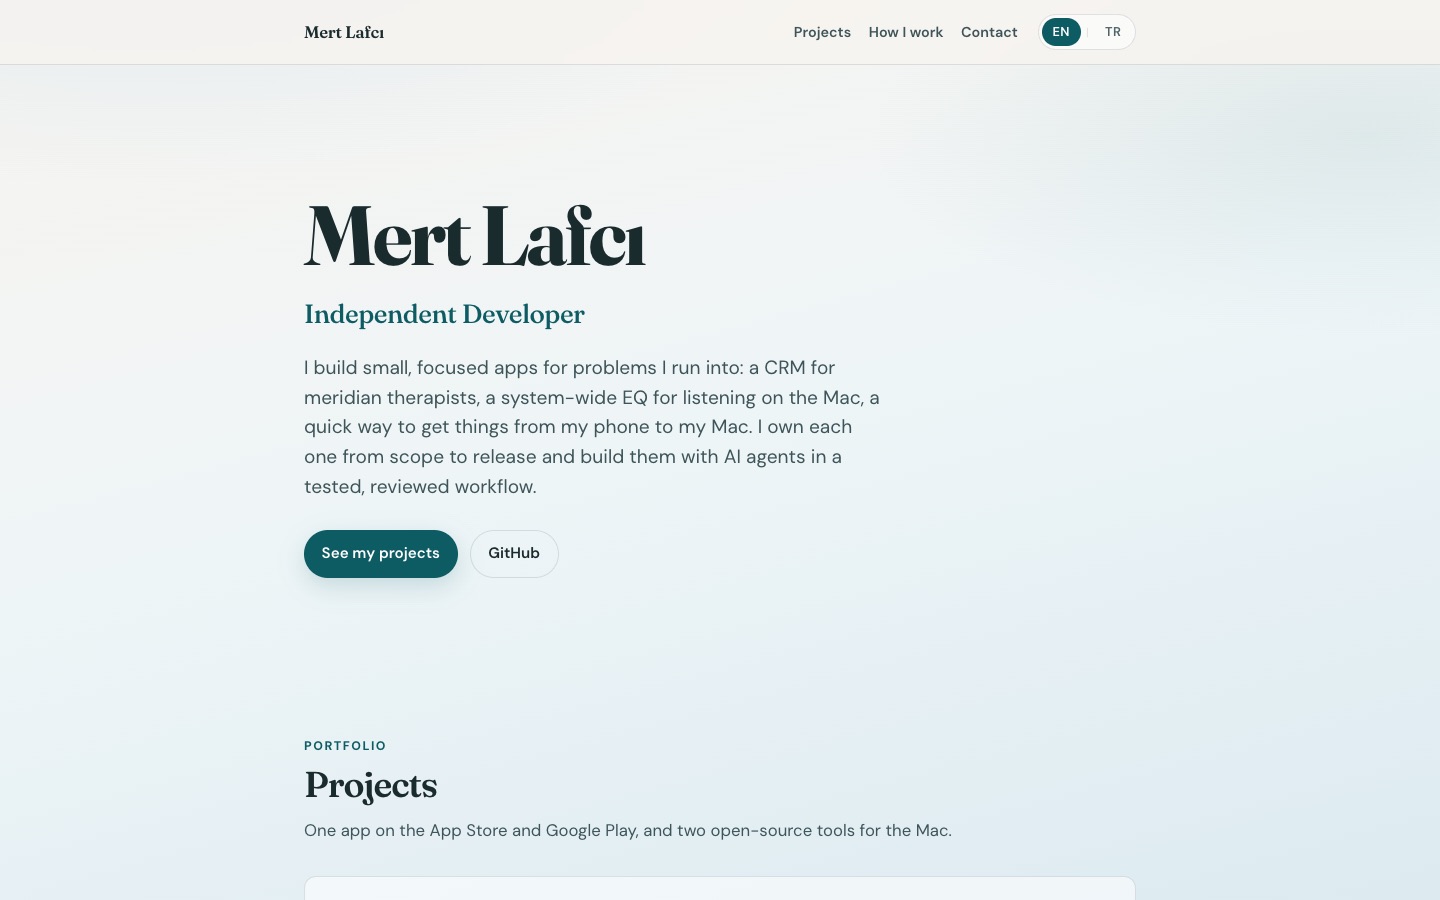 Mert Lafcı
Projects How I work Contact EN TR
Mert Lafcı
Independent Developer
I build small, focused apps for problems I run into: a CRM for
meridian therapists, a system-wide EQ for listening on the Mac, a
quick way to get things from my phone to my Mac. I own each
one from scope to release and build them with AI agents in a
tested, reviewed workflow.
See my projects GitHub
PORTFOLIO
Projects
One app on the App Store and Google Play, and two open-source tools for the Mac.